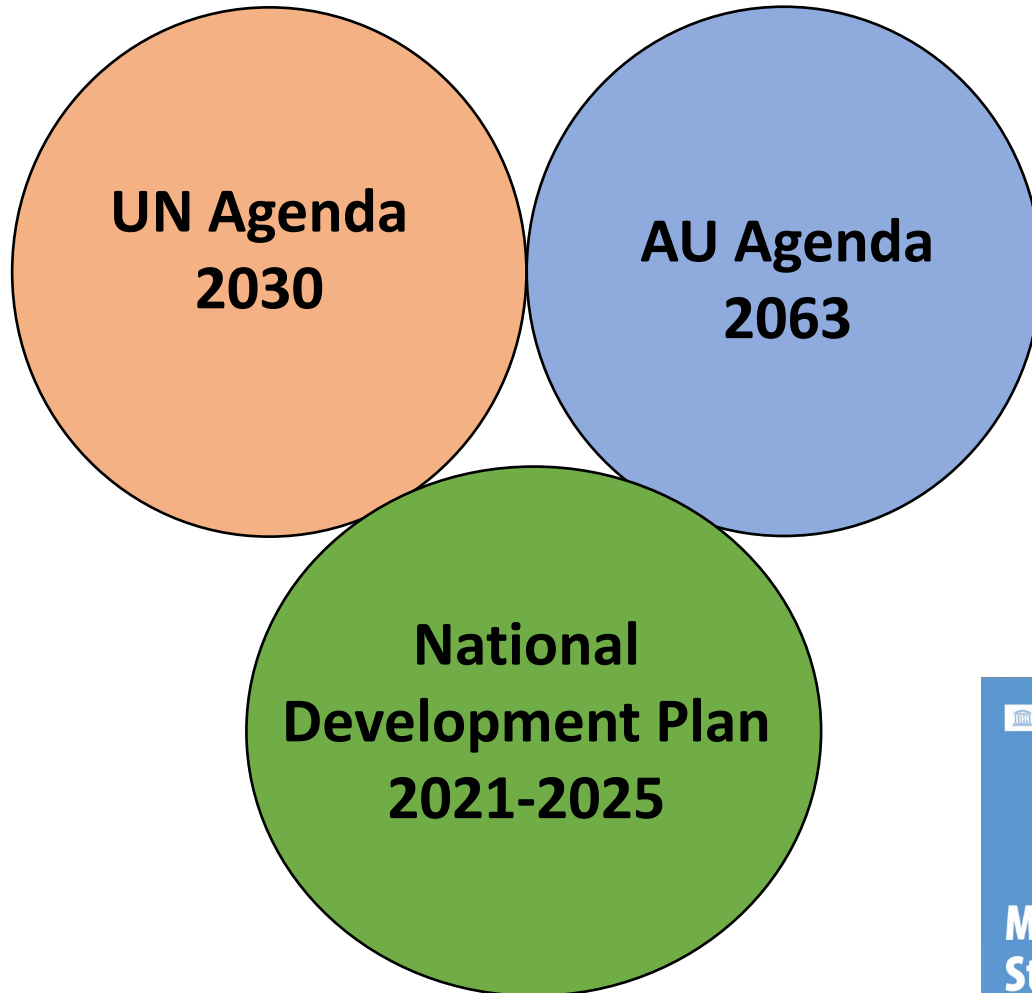 UN Agenda
2030
AU Agenda
2063
National
Development Plan
2021-2025